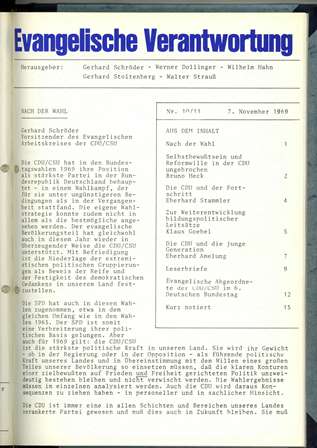 Evangelische Verantwortung
Herausgeber: Gerhard Schröder - Werner Dollinger - Wilhelm Hahn
Gerhard Stoltenberg - Walter Strauß
NACH DER WAHL
Gerhard Schröder
Vorsitzender des Evangelischen
Arbeitskreises der CDU/CSU
Die CDU/CSU hat in den Bundes-
tagswahlen 1969 ihre Position
als stärkste Partei in der Bun-
desrepublik Deutschland behaup-
tet - in einem Wahlkampf, der
für sie unter ungünstigeren Be-
dingungen als in der Vergangen-
heit stattfand. Die eigene Wahl-
strategie konnte zudem nicht in
allem als die bestmögliche ange-
sehen werden. Der evangelische
Bevölkerungsteil hat gleichwohl
auch in diesem Jahr wieder in
überzeugender Weise die CDU/CSU
unterstützt. Mit Befriedigung
ist die Niederlage der extremi-
stischen politischen Gruppierun-
gen als Beweis der Reife und
der Festigkeit des demokratischen
Gedankens in unserem Land fest-
zustellen.
Die SPD hat auch in diesen Wah-
len zugenommen, etwa in dem
gleichen Umfang wie in den Wah-
len 1965. Der SPD ist somit
eine Verbreiterung ihrer poli-
tischen Basis gelungen. Aber
auch für 1969 gilt: die CDU/CSU
ist die stärkste politische Kraft in unserem Land. Sie wird ihr Gewicht
- ob in der Regierung oder in der Opposition - als führende politische
Kraft unseres Landes und in Übereinstimmung mit dem Willen eines großen
Teiles unserer Bevölkerung so einsetzen müssen, daß die klaren Konturen
einer zielbewußten auf Frieden und Freiheit gerichteten Politik unzwei-
deutig bestehen bleiben und nicht verwischt werden. Die Wahlergebnisse
müssen im einzelnen analysiert werden. Auch die CDU wird daraus Kon-
sequenzen zu ziehen haben - in personeller und in sachlicher Hinsicht.
Die CDU ist immer eine in allen Schichten und Bereichen unseres Landes
verankerte Partei gewesen und muß dies auch in Zukunft bleiben. Sie muß
Nr. 10/11 7. November 1969
AUS DEM INHALT
Nach der Wahl 1
Selbstbewußtsein und
Reformwille in der CDU
ungebrochen
Bruno Heck 2
Die CDU und der Fort-
schritt
Eberhard Stammler 4
Zur Weiterentwicklung
bildungspolitischer
Leitsätze
Klaus Goebel 5
Die CDU und die junge
Generation
Eberhard Amelung 7
Leserbriefe 9
Evangelische Abgeordne-
te der CDU/CSU im 6.
Deutschen Bundestag 12
Kurz notiert 15